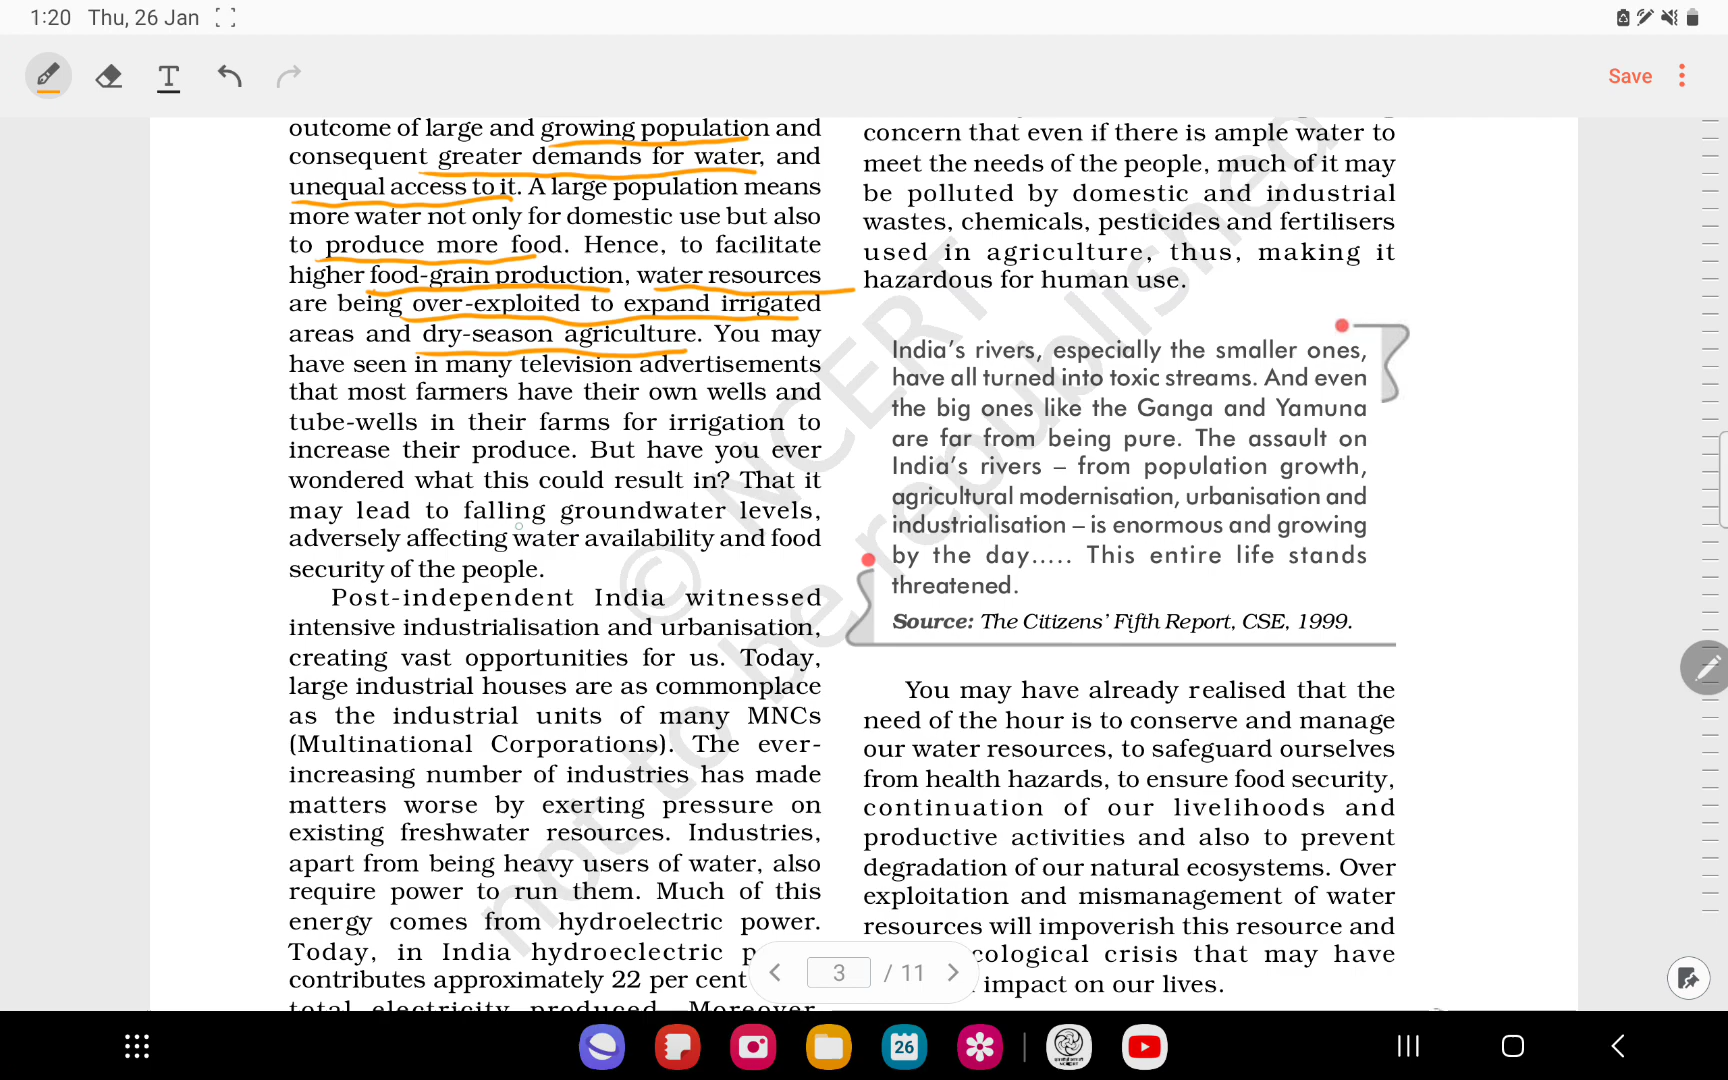 1:20 Thu, 26 Jan
Save
outcome of large and growing population and
consequent greater demands for water, and
unequal access to it. A large population means
more water not only for domestic use but also
to produce more food. Hence, to facilitate
higher food-grain production, water resources
are being over-exploited to expand irrigated
areas and dry-season agriculture. You may
have seen in many television advertisements
that most farmers have their own wells and
tube-wells in their farms for irrigation to
increase their produce. But have you ever
wondered what this could result in? That it
may lead to falling groundwater levels,
adversely affecting water availability and food
security of the people.
Post-independent India witnessed
intensive industrialisation and urbanisation,
creating vast opportunities for us. Today,
large industrial houses are as commonplace
as the industrial units of many MNCs
(Multinational Corporations). The ever-
increasing number of industries has made
matters worse by exerting pressure on
existing freshwater resources. Industries,
apart from being heavy users of water, also
require power to run them. Much of this
energy comes from hydroelectric power.
Today, in India hydroeclectric p
contributes approximately 22 per cent
total electricity produced. Moreover,
concern that even if there is ample water to
meet the needs of the people, much of it may
be polluted by domestic and industrial
wastes, chemicals, pesticides and fertilisers
used in agriculture, thus, making it
hazardous for human use.
India's rivers, especially the smaller ones,
have all turned into toxic streams. And even
the big ones like the Ganga and Yamuna
are far from being pure. The assault on
India's rivers – from population growth,
agricultural modernisation, urbanisation and
industrialisation – is enormous and growing
by the day..... This entire life stands
threatened.
Source: The Citizens' Fifth Report, CSE, 1999.
You may have already realised that the
need of the hour is to conserve and manage
our water resources, to safeguard ourselves
from health hazards, to ensure food security,
continuation of our livelihoods and
productive activities and also to prevent
degradation of our natural ecosystems. Over
exploitation and mismanagement of water
resources will impoverish this resource and
cological crisis that may have
impact on our lives.
© NCERT
not to be republished
3 / 11
26